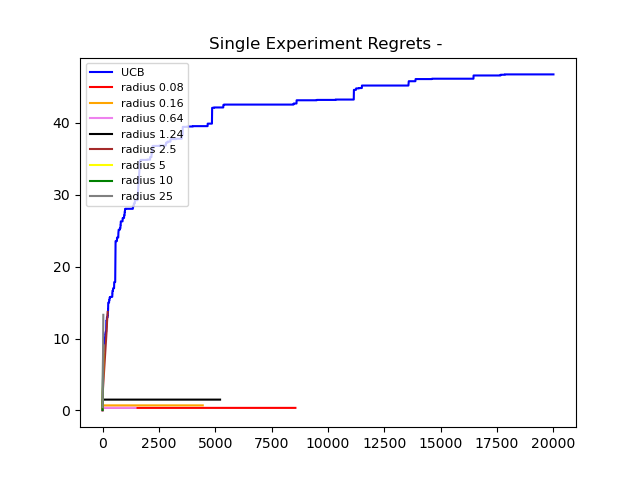 Single Experiment Regrets -
UCB
radius 0.08
radius 0.16
radius 0.64
radius 1.24
radius 2.5
radius 5
radius 10
radius 25
40
30
20
10
0
0 2500 5000 7500 10000 12500 15000 17500 20000